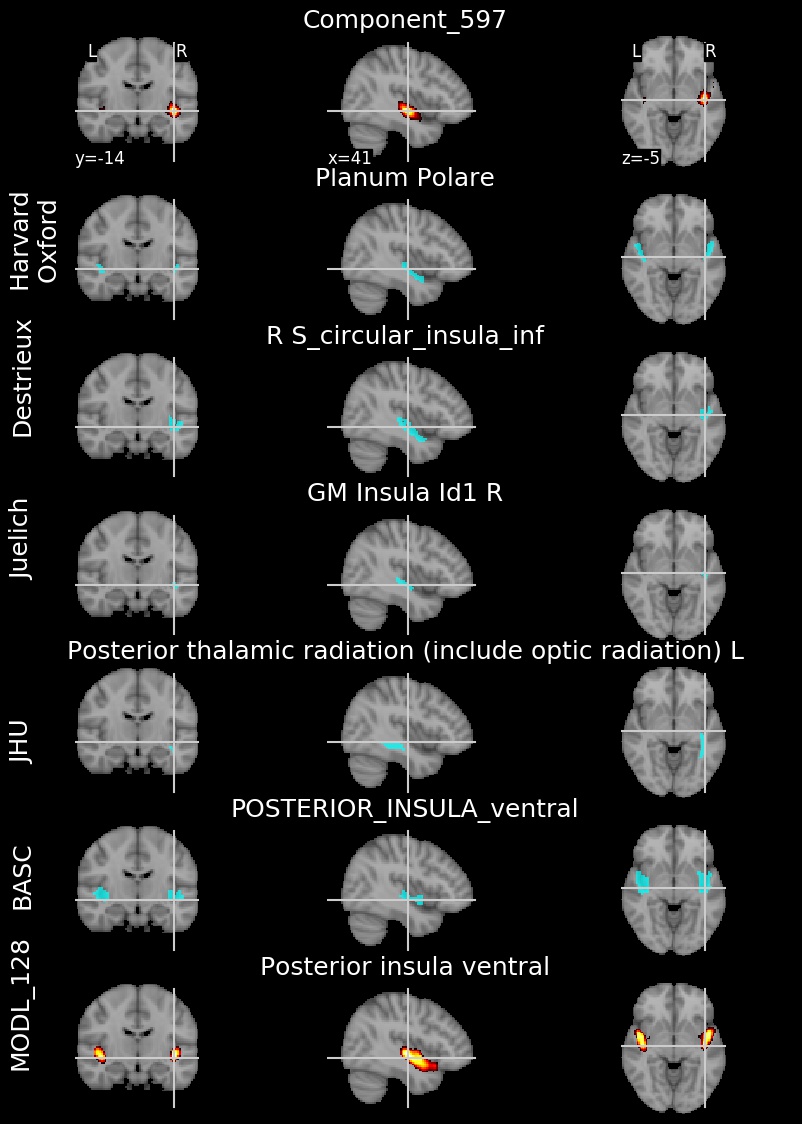 Component_597
L R L R
y=-14 x=41 z=-5
Harvard
Oxford
Planum Polare
Destrieux
R S_circular_insula_inf
Juelich
GM Insula Id1 R
JHU
Posterior thalamic radiation (include optic radiation) L
BASC
POSTERIOR_INSULA_ventral
MODL_128
Posterior insula ventral